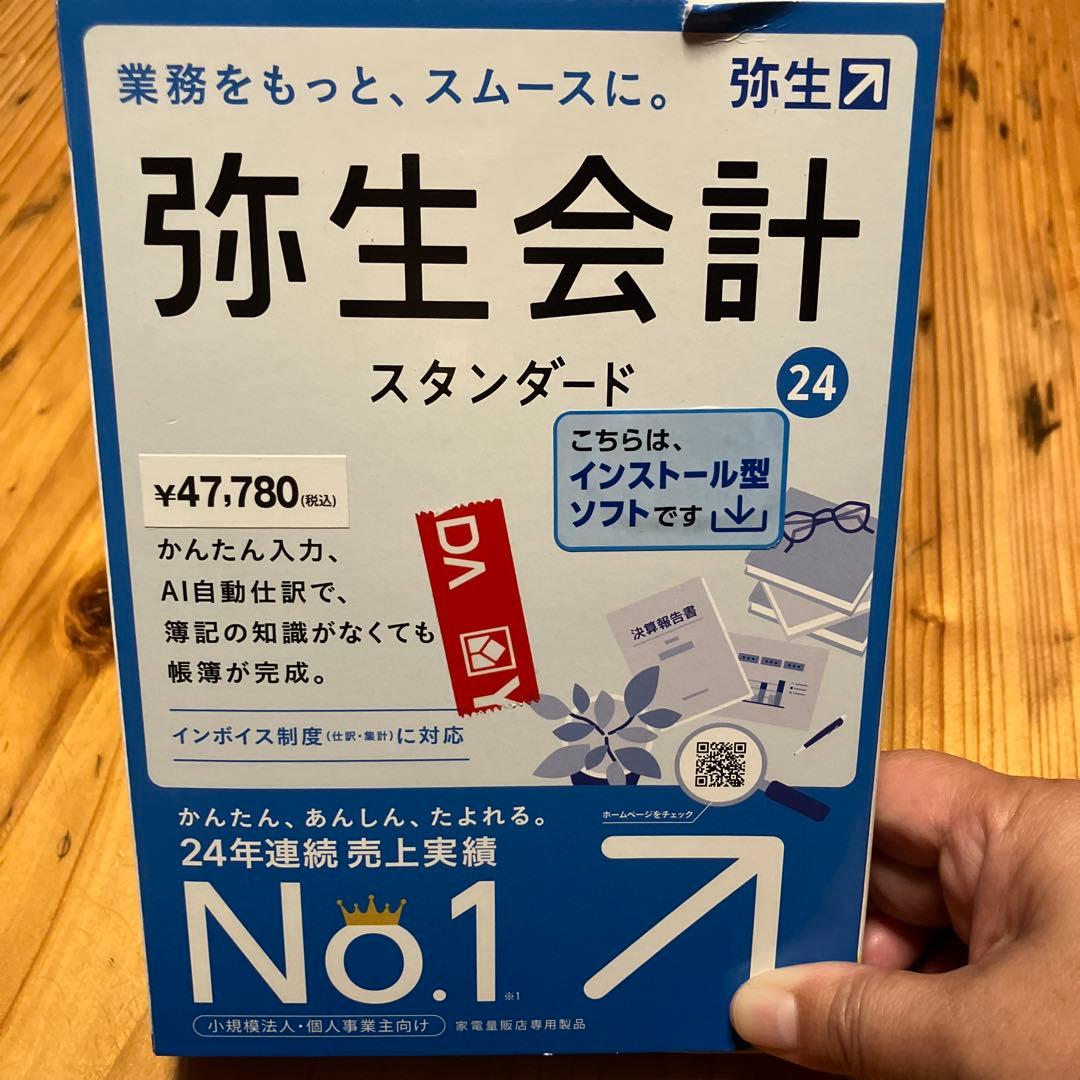 業務をもっと、スムースに。
弥生
弥生会計
スタンダード
24
こちらは、
インストール型
ソフトです
¥47,780(税込)
かんたん入力、
AI自動仕訳で、
簿記の知識がなくても
帳簿が完成。
DA
Y
決算報告書
インボイス制度(仕訳・集計)に対応
ホームページをチェック
かんたん、あんしん、たよれる。
24年連続 売上実績
No.1※1
小規模法人・個人事業主向け 家電量販店専用製品